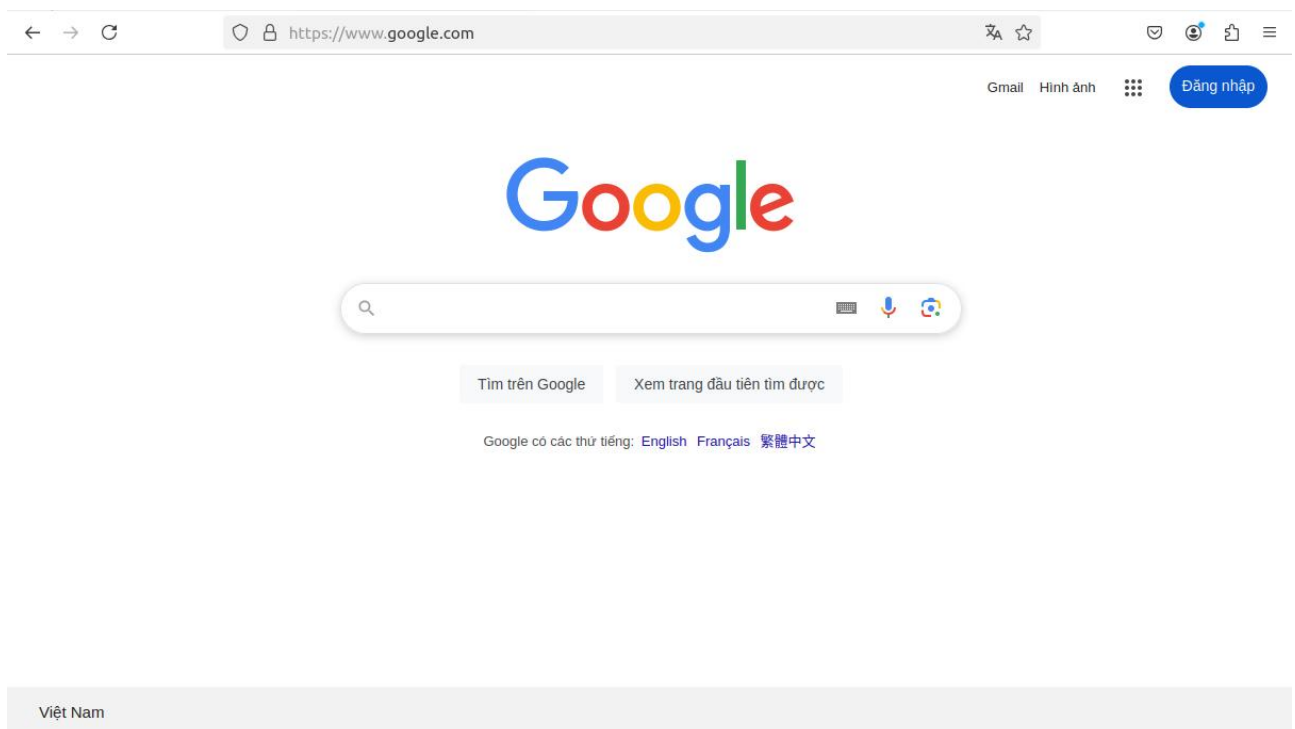 https://www.google.com
Gmail Hình ảnh Đăng nhập
Google
Tìm trên Google Xem trang đầu tiên tìm được
Google có các thứ tiếng: English Français 繁體中文
Việt Nam